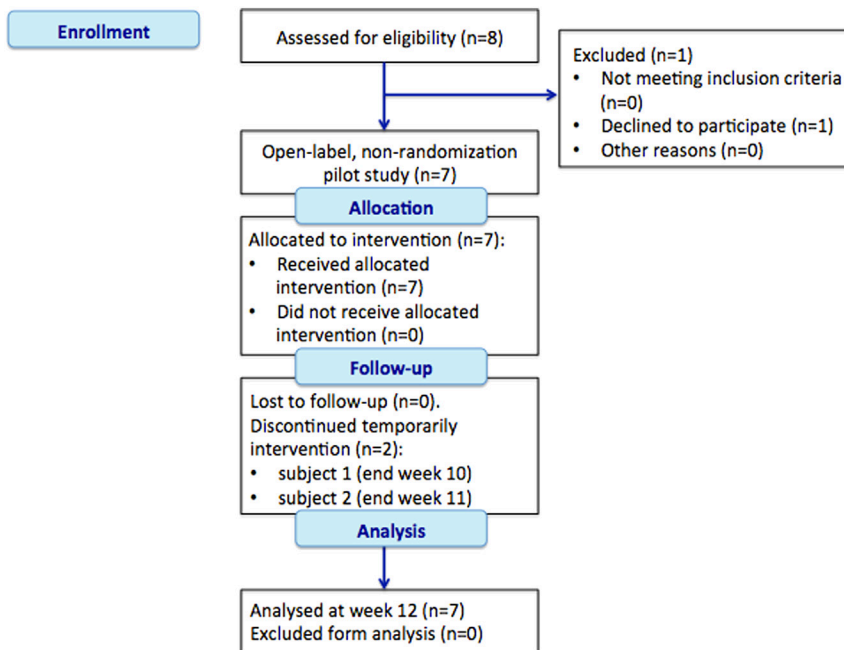 Enrollment
Assessed for eligibility (n=8)
Excluded (n=1)
• Not meeting inclusion criteria
(n=0)
• Declined to participate (n=1)
• Other reasons (n=0)
Open-label, non-randomization
pilot study (n=7)
Allocation
Allocated to intervention (n=7):
• Received allocated
intervention (n=7)
• Did not receive allocated
intervention (n=0)
Follow-up
Lost to follow-up (n=0).
Discontinued temporarily
intervention (n=2):
• subject 1 (end week 10)
• subject 2 (end week 11)
Analysis
Analysed at week 12 (n=7)
Excluded form analysis (n=0)